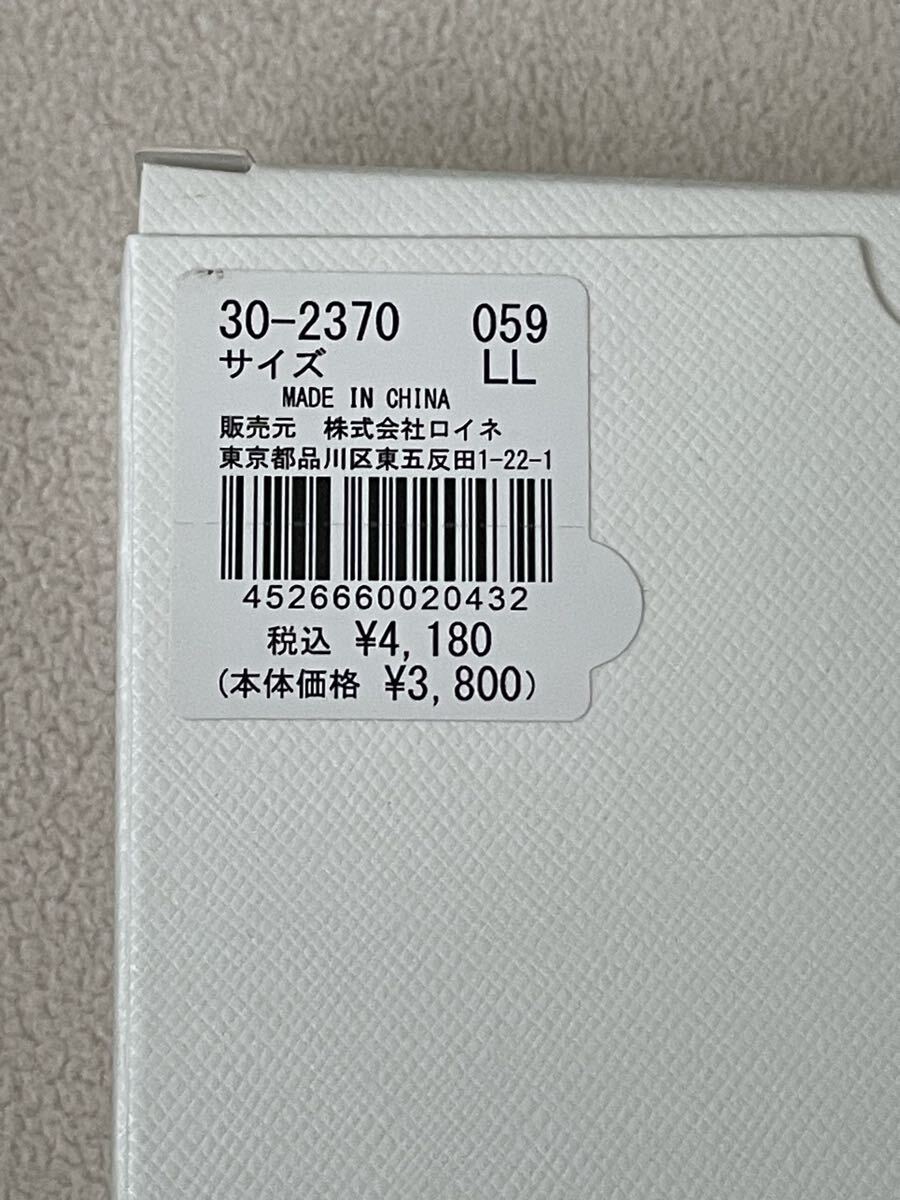 30-2370 059
サイズ LL
MADE IN CHINA
販売元 株式会社ロイネ
東京都品川区東五反田1-22-1
4526660020432
税込 ¥4,180
(本体価格 ¥3,800)